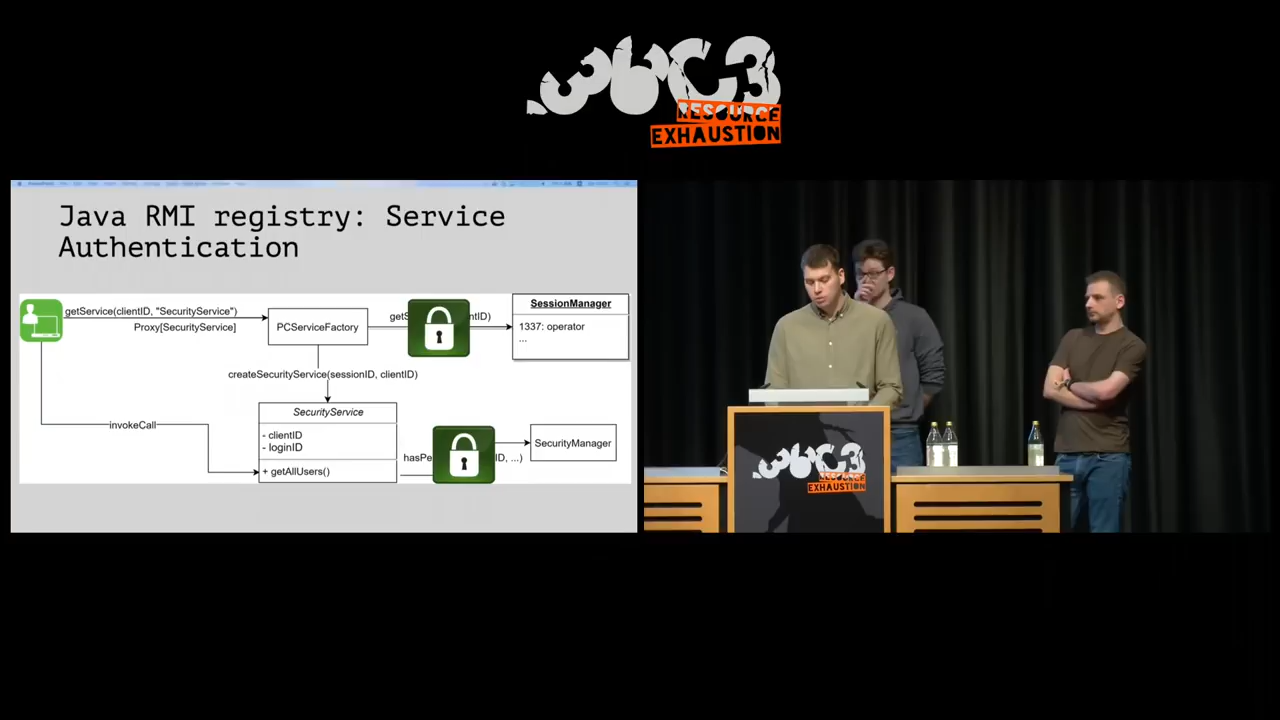 36C3
RESOURCE
EXHAUSTION
Java RMI registry: Service
Authentication
getService(clientID, "SecurityService")
Proxy[SecurityService]
PCServiceFactory
SessionManager
1337: operator
...
createSecurityService(sessionID, clientID)
SecurityService
- clientID
- loginID
+ getAllUsers()
invokeCall
SecurityManager
36C3
RESOURCE
EXHAUSTION